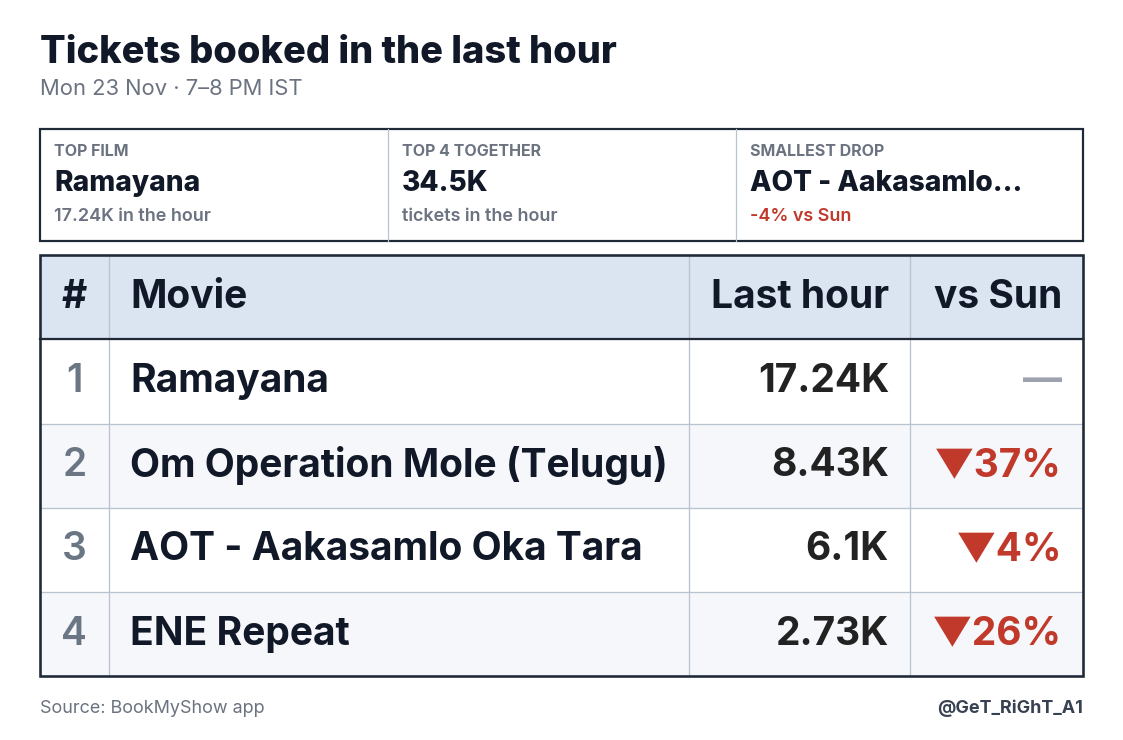 Tickets booked in the last hour
Mon 23 Nov · 7–8 PM IST
TOP FILM
Ramayana
17.24K in the hour
TOP 4 TOGETHER
34.5K
tickets in the hour
SMALLEST DROP
AOT - Aakasamlo...
-4% vs Sun
# Movie Last hour vs Sun
1 Ramayana 17.24K —
2 Om Operation Mole (Telugu) 8.43K ▼37%
3 AOT - Aakasamlo Oka Tara 6.1K ▼4%
4 ENE Repeat 2.73K ▼26%
Source: BookMyShow app @GeT_RiGhT_A1